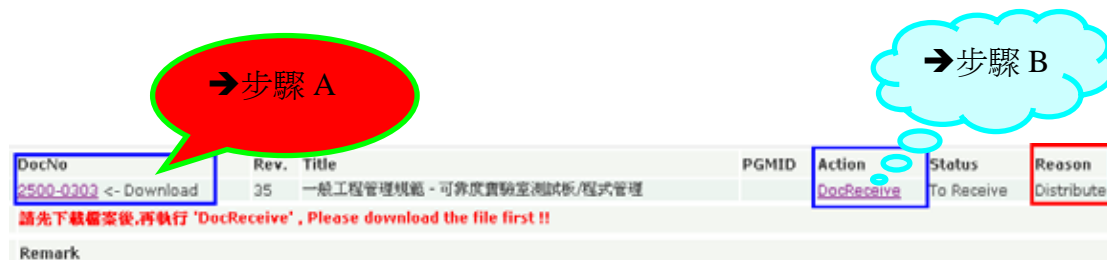 ➔步驟 A
➔步驟 B
DocNo Rev. Title PGMID Action Status Reason
2500-0303 <- Download 35 一般工程管理規範 - 可靠度實驗室測試板/程式管理 DocReceive To Receive Distribute
請先下載檔案後,再執行 'DocReceive' , Please download the file first !!
Remark